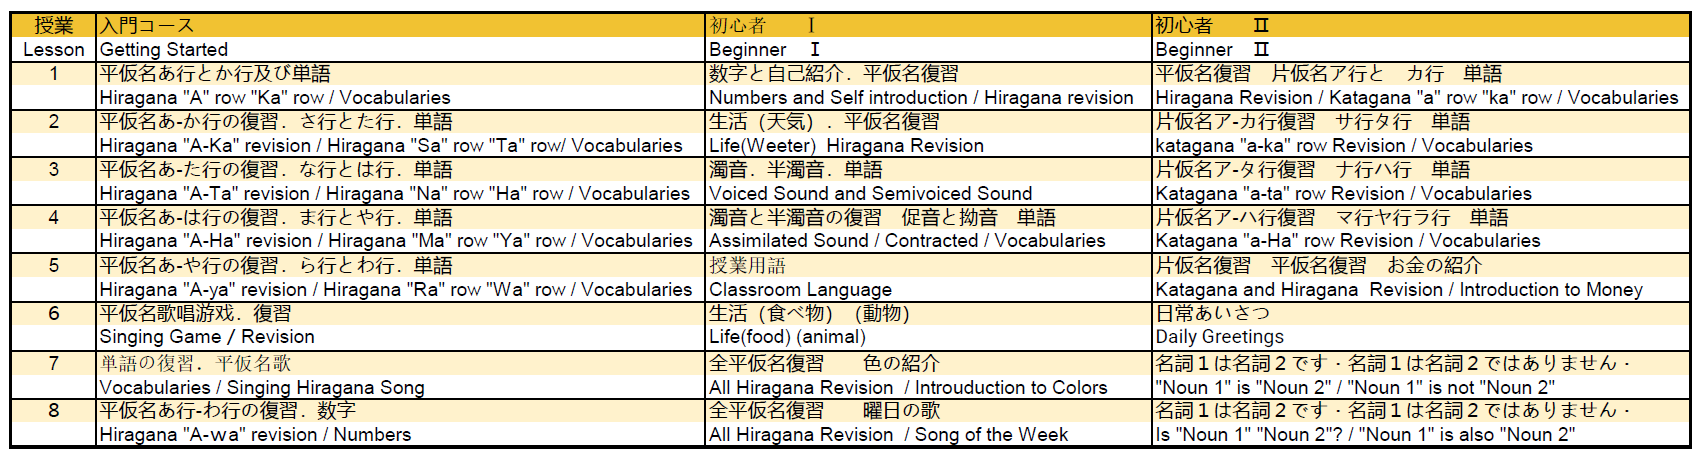 授業 入門コース 初心者　Ⅰ 初心者　Ⅱ
Lesson Getting Started Beginner Ⅰ Beginner Ⅱ
1 平仮名あ行とか行及び単語 数字と自己紹介．平仮名復習 平仮名復習　片仮名ア行と　カ行　単語
Hiragana "A" row "Ka" row / Vocabularies Numbers and Self introduction / Hiragana revision Hiragana Revision / Katagana "a" row "ka" row / Vocabularies
2 平仮名あ-か行の復習．さ行とた行．単語 生活（天気）．平仮名復習 片仮名ア-カ行復習　サ行タ行　単語
Hiragana "A-Ka" revision / Hiragana "Sa" row "Ta" row/ Vocabularies Life(Weeter) Hiragana Revision katagana "a-ka" row Revision / Vocabularies
3 平仮名あ-た行の復習．な行とは行．単語 濁音．半濁音．単語 片仮名ア-タ行復習　ナ行ハ行　単語
Hiragana "A-Ta" revision / Hiragana "Na" row "Ha" row / Vocabularies Voiced Sound and Semivoiced Sound Katagana "a-ta" row Revision / Vocabularies
4 平仮名あ-は行の復習．ま行とや行．単語 濁音と半濁音の復習　促音と拗音　単語 片仮名ア-ハ行復習　マ行ヤ行ラ行　単語
Hiragana "A-Ha" revision / Hiragana "Ma" row "Ya" row / Vocabularies Assimilated Sound / Contracted / Vocabularies Katagana "a-Ha" row Revision / Vocabularies
5 平仮名あ-や行の復習．ら行とわ行．単語 授業用語 片仮名復習　平仮名復習　お金の紹介
Hiragana "A-ya" revision / Hiragana "Ra" row "Wa" row / Vocabularies Classroom Language Katagana and Hiragana Revision / Introduction to Money
6 平仮名歌唱游戏．復習 生活（食べ物）（動物） 日常あいさつ
Singing Game / Revision Life(food) (animal) Daily Greetings
7 単語の復習．平仮名歌 全平仮名復習　　色の紹介 名詞１は名詞２です・名詞１は名詞２ではありません・
Vocabularies / Singing Hiragana Song All Hiragana Revision / Introuduction to Colors "Noun 1" is "Noun 2" / "Noun 1" is not "Noun 2"
8 平仮名あ行-わ行の復習．数字 全平仮名復習　　曜日の歌 名詞１は名詞２です・名詞１は名詞２ではありません・
Hiragana "A-wa" revision / Numbers All Hiragana Revision / Song of the Week Is "Noun 1" "Noun 2"? / "Noun 1" is also "Noun 2"